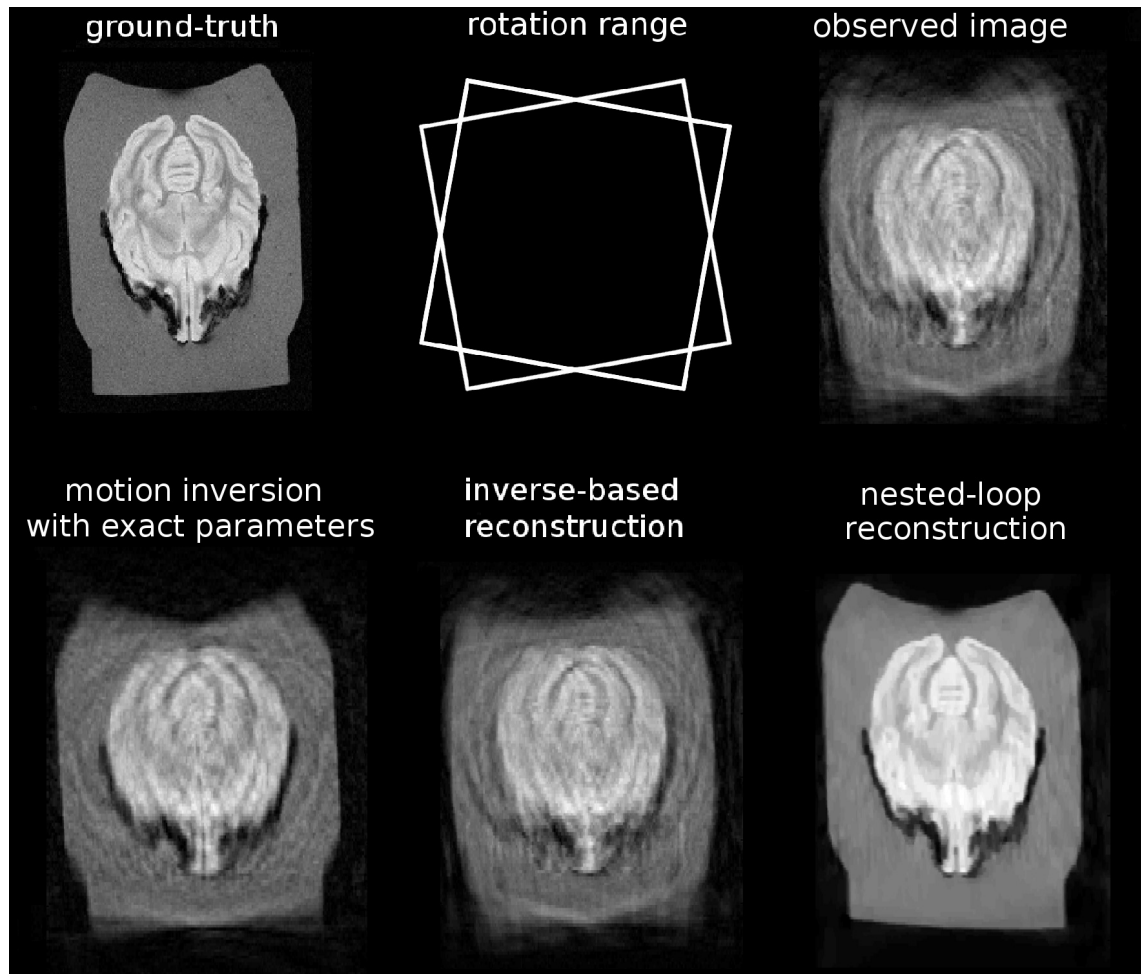 ground-truth
rotation range
observed image
motion inversion
with exact parameters
inverse-based
reconstruction
nested-loop
reconstruction